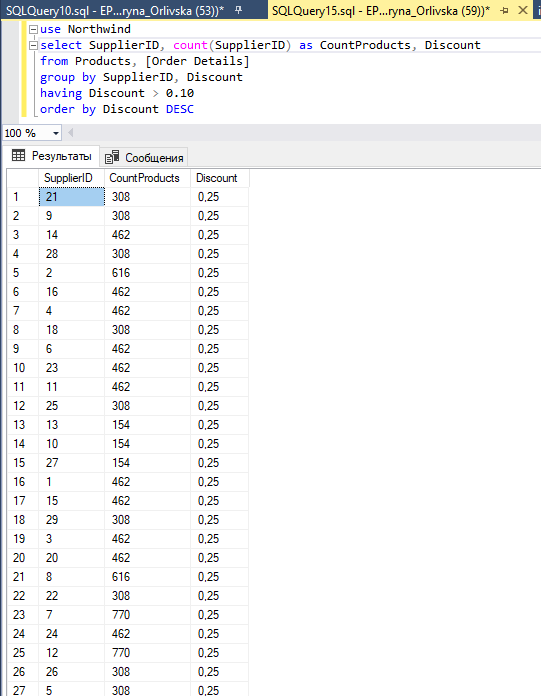 SQLQuery10.sql - EP...ryna_Orlivska (53))*
SQLQuery15.sql - EP...ryna_Orlivska (59))*
use Northwind
select SupplierID, count(SupplierID) as CountProducts, Discount
from Products, [Order Details]
group by SupplierID, Discount
having Discount > 0.10
order by Discount DESC
100 %
Результаты Сообщения
SupplierID CountProducts Discount
1 21 308 0,25
2 9 308 0,25
3 14 462 0,25
4 28 308 0,25
5 2 616 0,25
6 16 462 0,25
7 4 462 0,25
8 18 308 0,25
9 6 462 0,25
10 23 462 0,25
11 11 462 0,25
12 25 308 0,25
13 13 154 0,25
14 10 154 0,25
15 27 154 0,25
16 1 462 0,25
17 15 462 0,25
18 29 308 0,25
19 3 462 0,25
20 20 462 0,25
21 8 616 0,25
22 22 308 0,25
23 7 770 0,25
24 24 462 0,25
25 12 770 0,25
26 26 308 0,25
27 5 308 0,25